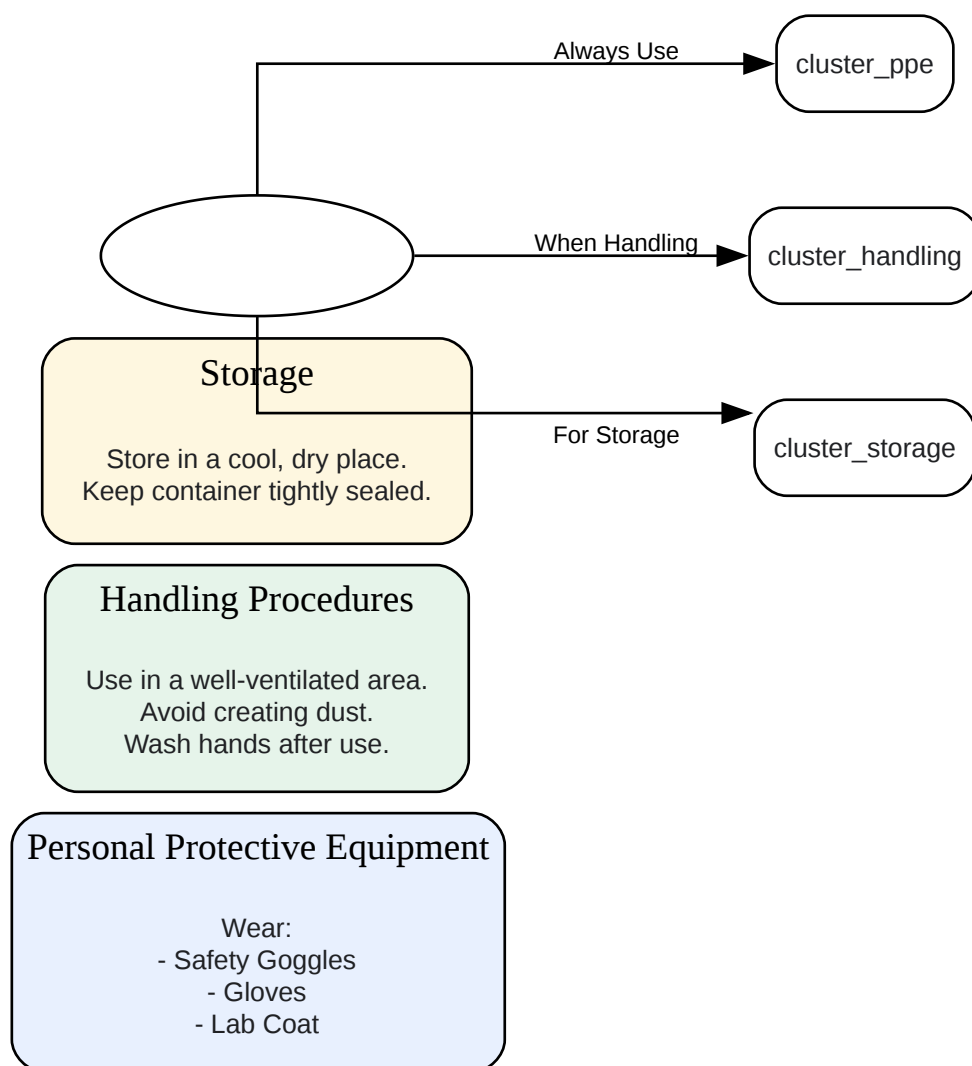 Always Use
cluster_ppe
When Handling
cluster_handling
For Storage
cluster_storage
Storage
Store in a cool, dry place.
Keep container tightly sealed.
Handling Procedures
Use in a well-ventilated area.
Avoid creating dust.
Wash hands after use.
Personal Protective Equipment
Wear:
- Safety Goggles
- Gloves
- Lab Coat